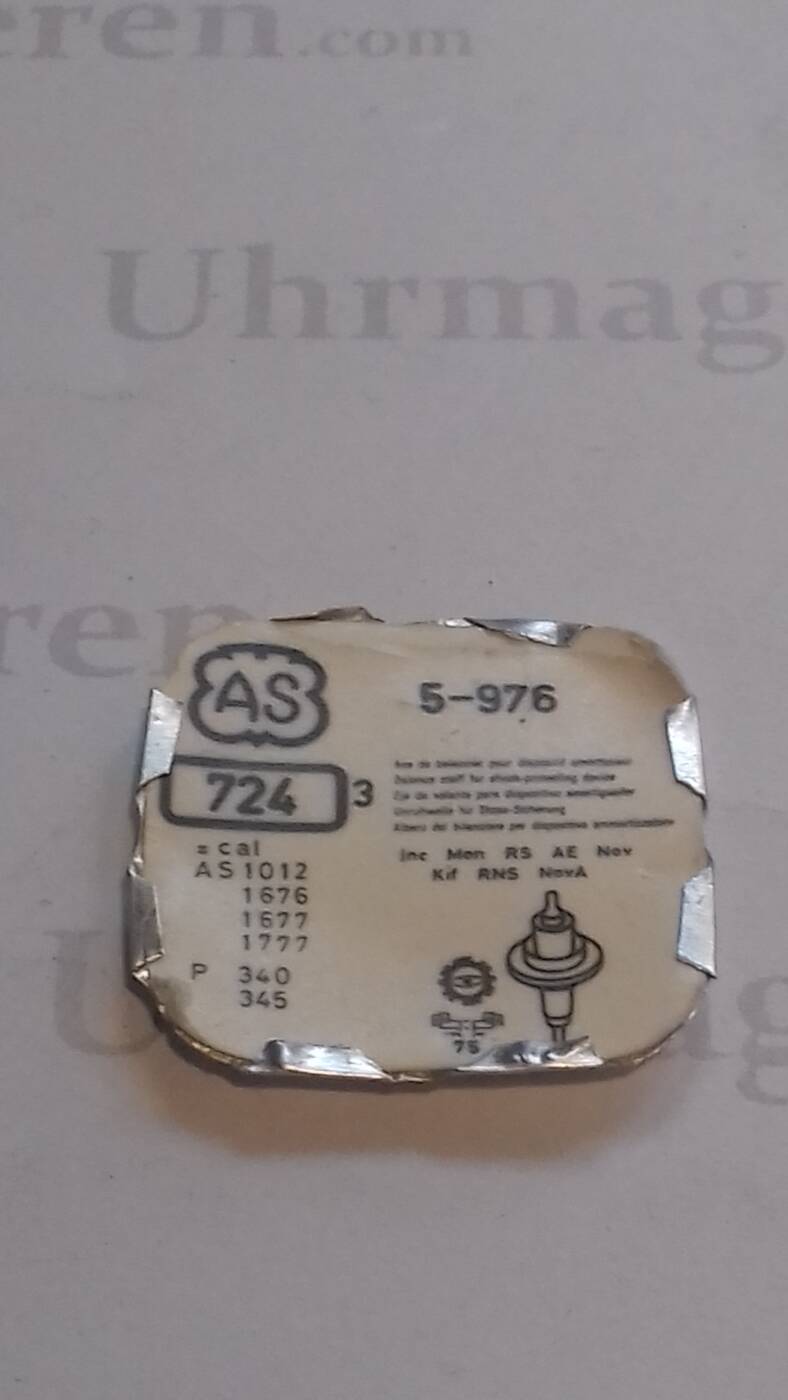 eren.com
Uhrmag
ren
AS
5-976
724 3
Axe de balancier pour dispositif amortisseur
Balance staff for shock-protecting device
Eje de volante para dispositivo amortiguador
Unruhwelle für Stoss-Sicherung
Albero del bilanciere per dispositivo ammortizzatore
= cal
AS 1012
1676
1677
1777
P 340
345
Inc Mon RS AE Nov
Kif RNS NovA
75
U
ag